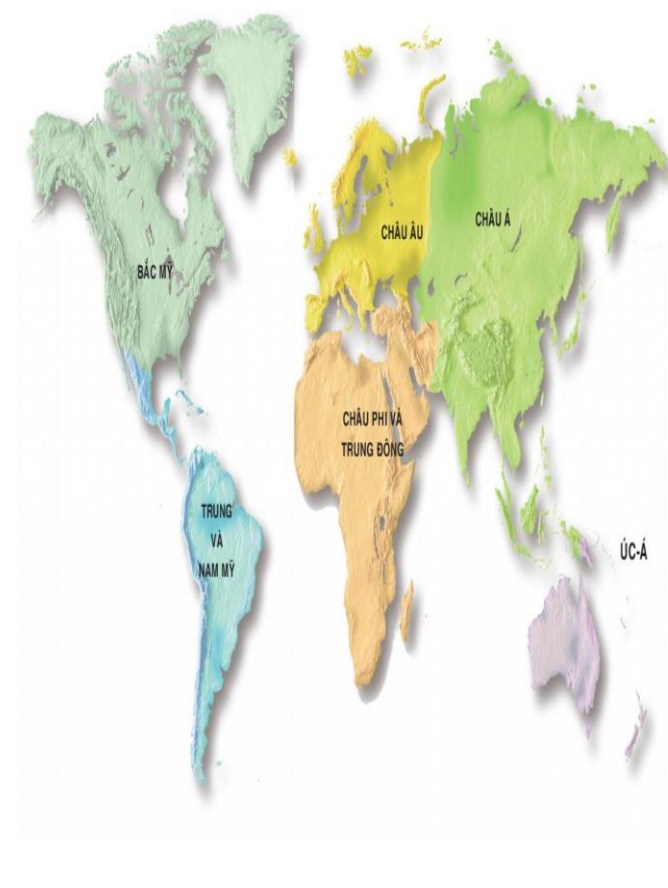 CHÂU Á
CHÂU ÂU
BẮC MỸ
CHÂU PHI VÀ
TRUNG ĐÔNG
TRUNG
VÀ
NAM MỸ
ÚC-Á